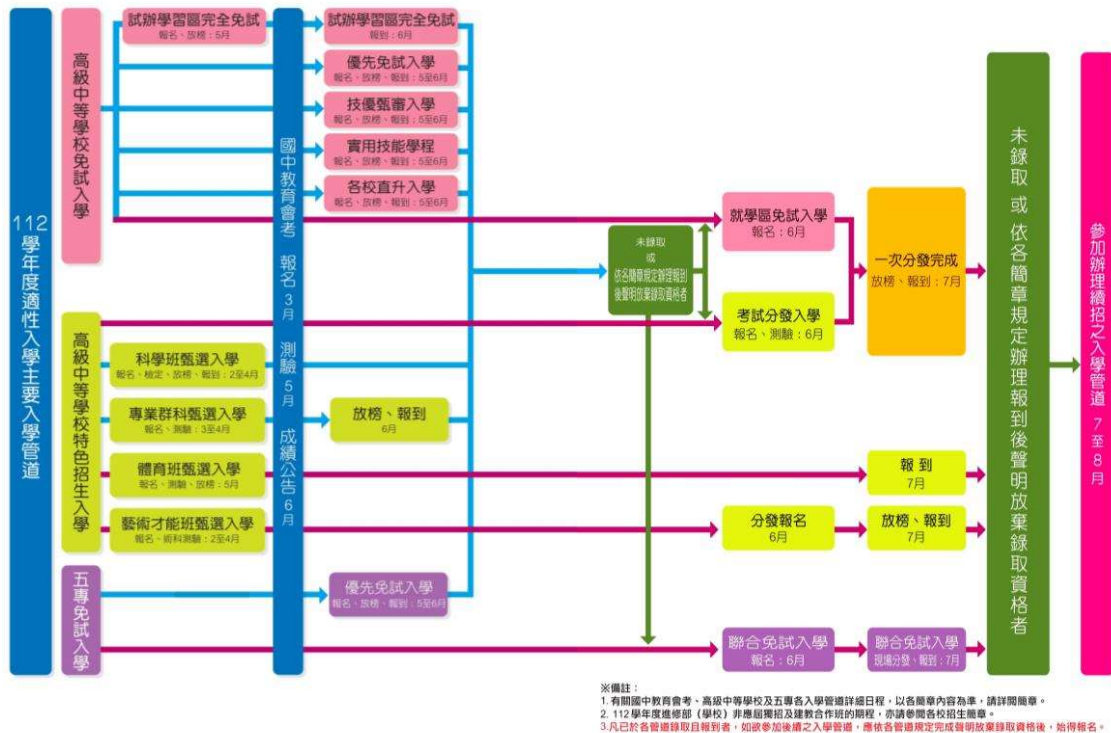 112學年度適性入學主要入學管道
高級中等學校免試入學
試辦學習區完全免試
報名、放榜：5月
國中教育會考 報名3月 測驗5月 成績公告6月
試辦學習區完全免試
報到：6月
優先免試入學
報名、放榜、報到：5至6月
技優甄審入學
報名、放榜、報到：5至6月
實用技能學程
報名、放榜、報到：5至6月
各校直升入學
報名、放榜、報到：5至6月
未錄取
或
依各簡章規定辦理報到
後聲明放棄錄取資格者
就學區免試入學
報名：6月
一次分發完成
放榜、報到：7月
考試分發入學
報名、測驗：6月
高級中等學校特色招生入學
科學班甄選入學
報名、檢定、放榜、報到：2至4月
專業群科甄選入學
報名、測驗：3至4月
放榜、報到
6月
體育班甄選入學
報名、測驗、放榜：5月
報到
7月
藝術才能班甄選入學
報名、術科測驗：2至4月
分發報名
6月
放榜、報到
7月
五專免試入學
優先免試入學
報名、放榜、報到：5至6月
聯合免試入學
報名：6月
聯合免試入學
現場分發、報到：7月
未錄取 或 依各簡章規定辦理報到後聲明放棄錄取資格者
參加辦理續招之入學管道 7至8月
※備註：
1. 有關國中教育會考、高級中等學校及五專各入學管道詳細日程，以各簡章內容為準，請詳閱簡章。
2. 112學年度進修部（學校）非應屆獨招及建教合作班的期程，亦請參閱各校招生簡章。
3.凡已於各管道錄取且報到者，如欲參加後續之入學管道，應依各管道規定完成聲明放棄錄取資格後，始得報名。